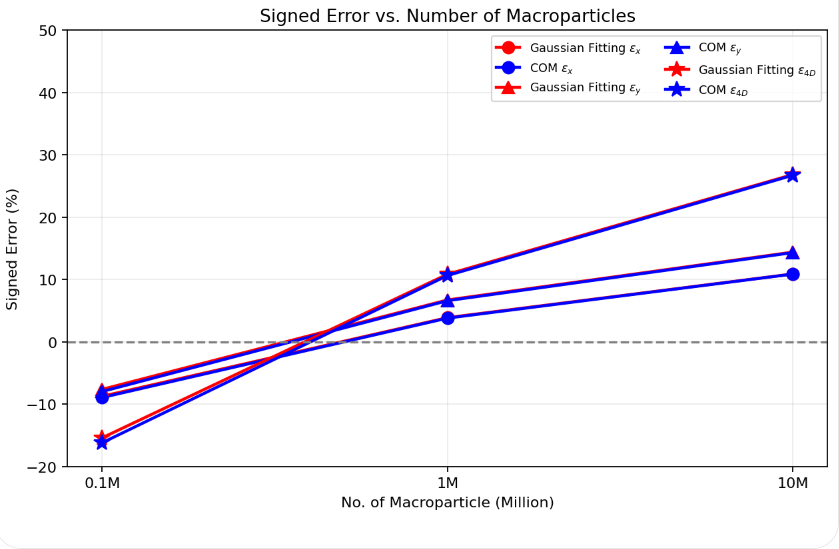 Signed Error vs. Number of Macroparticles
Gaussian Fitting εx
COM εx
Gaussian Fitting εy
COM εy
Gaussian Fitting ε4D
COM ε4D
Signed Error (%)
50
40
30
20
10
0
−10
−20
0.1M
1M
10M
No. of Macroparticle (Million)